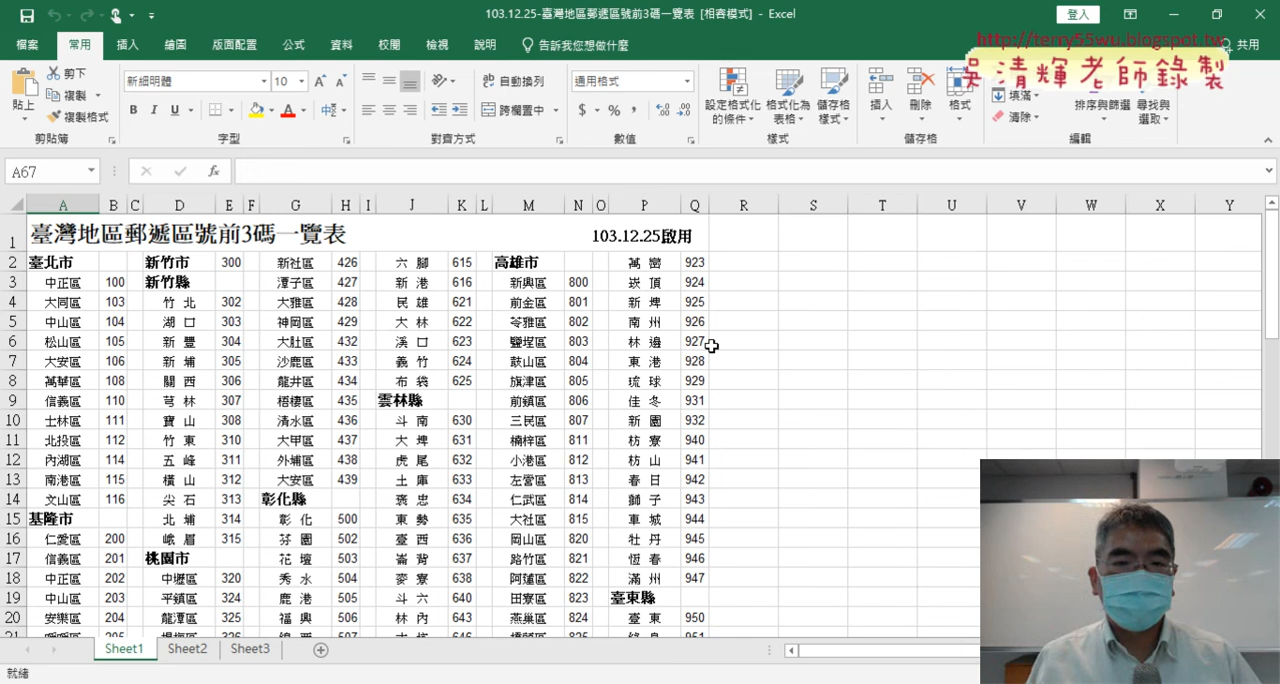 103.12.25-臺灣地區郵遞區號前3碼一覽表 [相容模式] - Excel
登入
http://terry55wu.blogspot.tw
吳清輝老師錄製
檔案 常用 插入 繪圖 版面配置 公式 資料 校閱 檢視 說明 告訴我您想做什麼 共用
貼上 剪下 複製 複製格式 剪貼簿
新細明體 10 B I U 字型
自動換列 跨欄置中 對齊方式
通用格式 $ % , 數值
設定格式化的條件 格式化為表格 儲存格樣式 樣式
插入 刪除 格式 儲存格
填滿 清除 排序與篩選 尋找與選取 編輯
A67 fx
A B C D E F G H I J K L M N O P Q R S T U V W X Y
1 臺灣地區郵遞區號前3碼一覽表 103.12.25啟用
2 臺北市 新竹市 300 新社區 426 六 腳 615 高雄市 萬 巒 923
3 中正區 100 新竹縣 潭子區 427 新 港 616 新興區 800 崁 頂 924
4 大同區 103 竹 北 302 大雅區 428 民 雄 621 前金區 801 新 埤 925
5 中山區 104 湖 口 303 神岡區 429 大 林 622 苓雅區 802 南 州 926
6 松山區 105 新 豐 304 大肚區 432 溪 口 623 鹽埕區 803 林 邊 927
7 大安區 106 新 埔 305 沙鹿區 433 義 竹 624 鼓山區 804 東 港 928
8 萬華區 108 關 西 306 龍井區 434 布 袋 625 旗津區 805 琉 球 929
9 信義區 110 芎 林 307 梧棲區 435 雲林縣 前鎮區 806 佳 冬 931
10 士林區 111 寶 山 308 清水區 436 斗 南 630 三民區 807 新 園 932
11 北投區 112 竹 東 310 大甲區 437 大 埤 631 楠梓區 811 枋 寮 940
12 內湖區 114 五 峰 311 外埔區 438 虎 尾 632 小港區 812 枋 山 941
13 南港區 115 橫 山 312 大安區 439 土 庫 633 左營區 813 春 日 942
14 文山區 116 尖 石 313 彰化縣 褒 忠 634 仁武區 814 獅 子 943
15 基隆市 北 埔 314 彰 化 500 東 勢 635 大社區 815 車 城 944
16 仁愛區 200 峨 眉 315 芬 園 502 臺 西 636 岡山區 820 牡 丹 945
17 信義區 201 桃園市 花 壇 503 崙 背 637 路竹區 821 恆 春 946
18 中正區 202 中壢區 320 秀 水 504 麥 寮 638 阿蓮區 822 滿 州 947
19 中山區 203 平鎮區 324 鹿 港 505 斗 六 640 田寮區 823 臺東縣
20 安樂區 204 龍潭區 325 福 興 506 林 內 643 燕巢區 824 臺 東 950
Sheet1 Sheet2 Sheet3
就緒